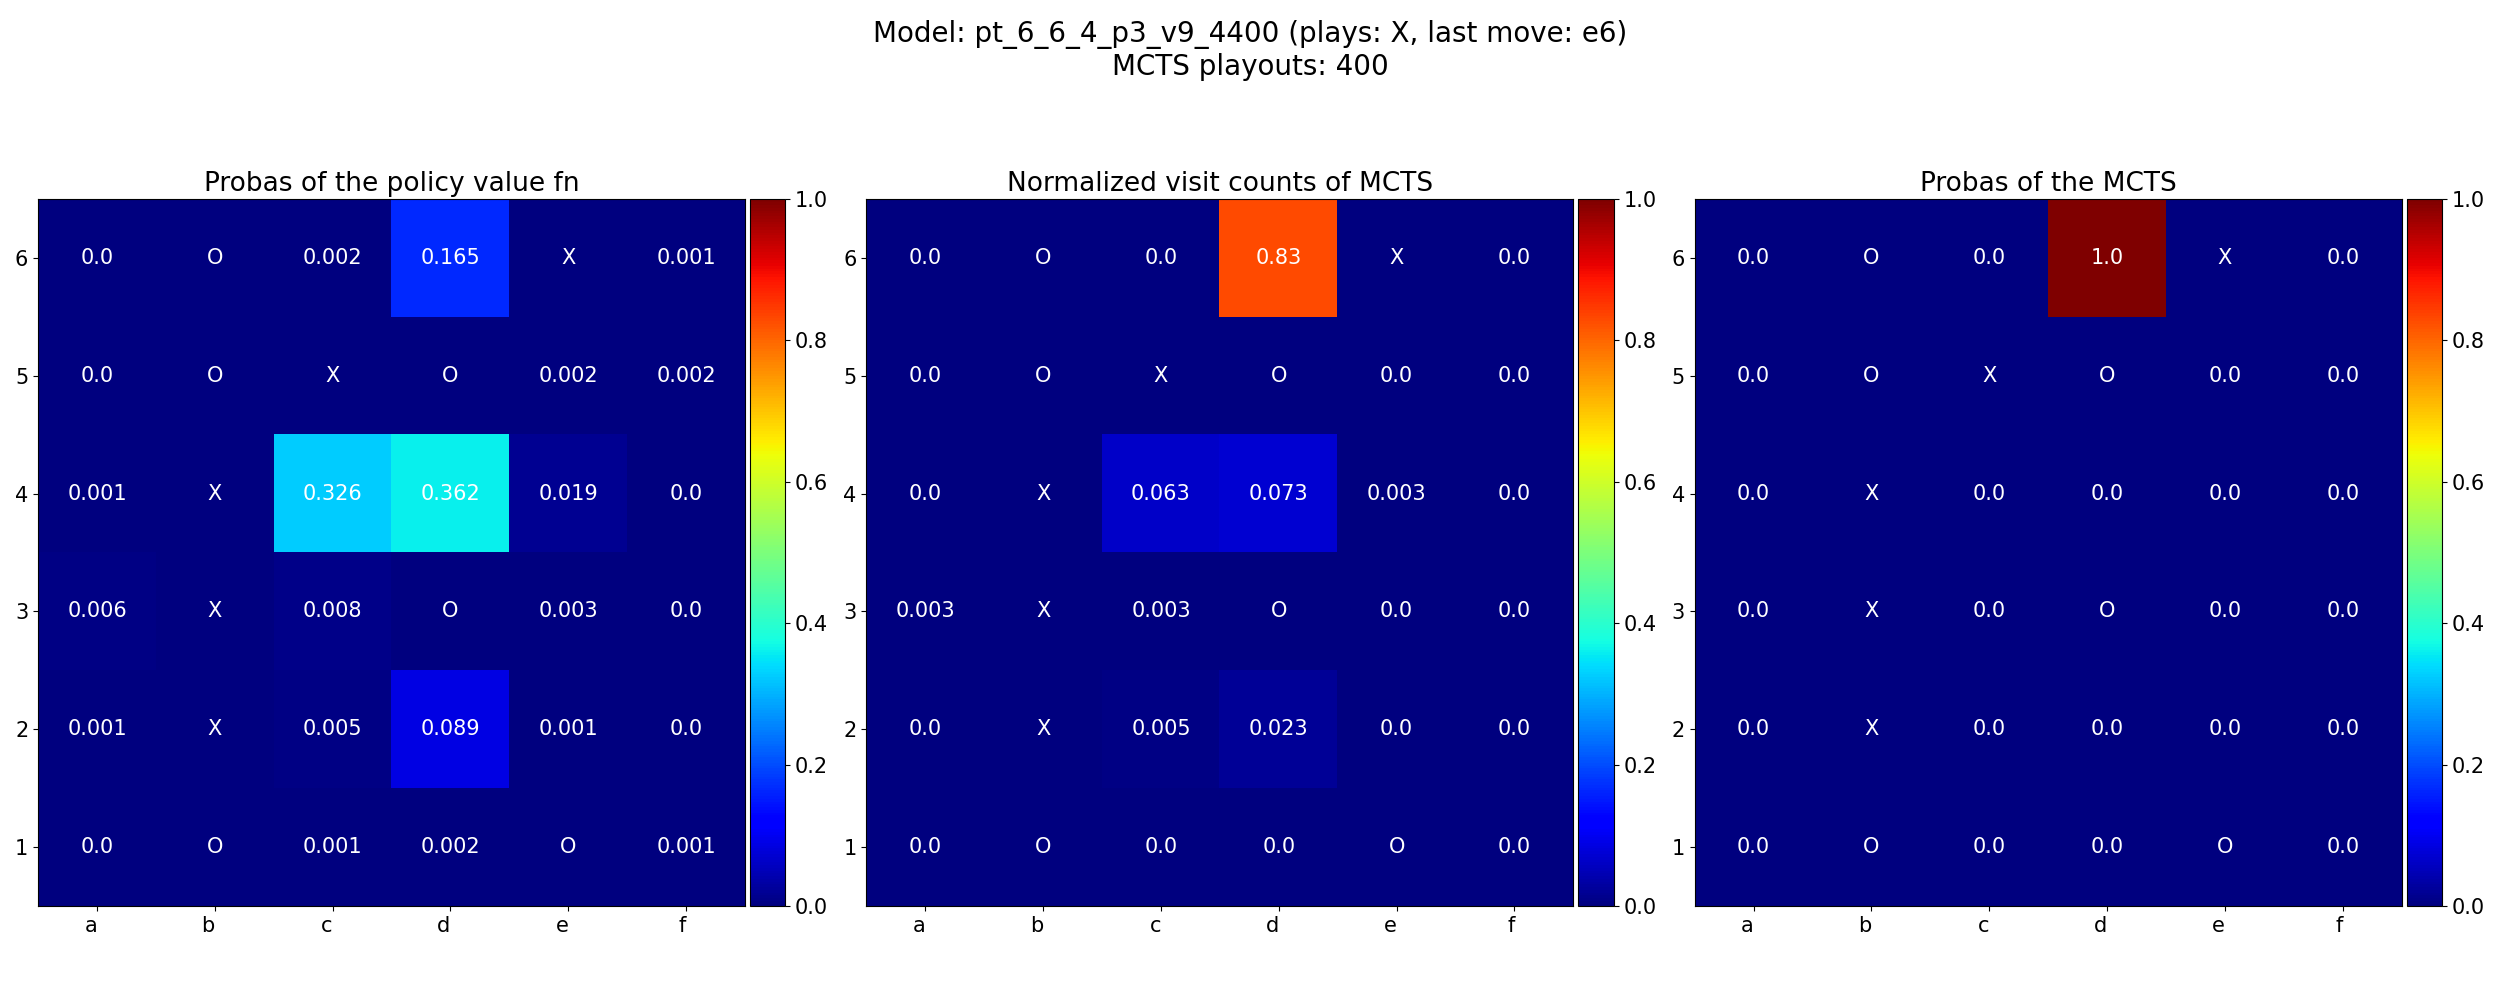 Model: pt_6_6_4_p3_v9_4400 (plays: X, last move: e6)
MCTS playouts: 400
Probas of the policy value fn
6 0.0 O 0.002 0.165 X 0.001
5 0.0 O X O 0.002 0.002
4 0.001 X 0.326 0.362 0.019 0.0
3 0.006 X 0.008 O 0.003 0.0
2 0.001 X 0.005 0.089 0.001 0.0
1 0.0 O 0.001 0.002 O 0.001
a b c d e f
1.0
0.8
0.6
0.4
0.2
0.0
Normalized visit counts of MCTS
6 0.0 O 0.0 0.83 X 0.0
5 0.0 O X O 0.0 0.0
4 0.0 X 0.063 0.073 0.003 0.0
3 0.003 X 0.003 O 0.0 0.0
2 0.0 X 0.005 0.023 0.0 0.0
1 0.0 O 0.0 0.0 O 0.0
a b c d e f
1.0
0.8
0.6
0.4
0.2
0.0
Probas of the MCTS
6 0.0 O 0.0 1.0 X 0.0
5 0.0 O X O 0.0 0.0
4 0.0 X 0.0 0.0 0.0 0.0
3 0.0 X 0.0 O 0.0 0.0
2 0.0 X 0.0 0.0 0.0 0.0
1 0.0 O 0.0 0.0 O 0.0
a b c d e f
1.0
0.8
0.6
0.4
0.2
0.0